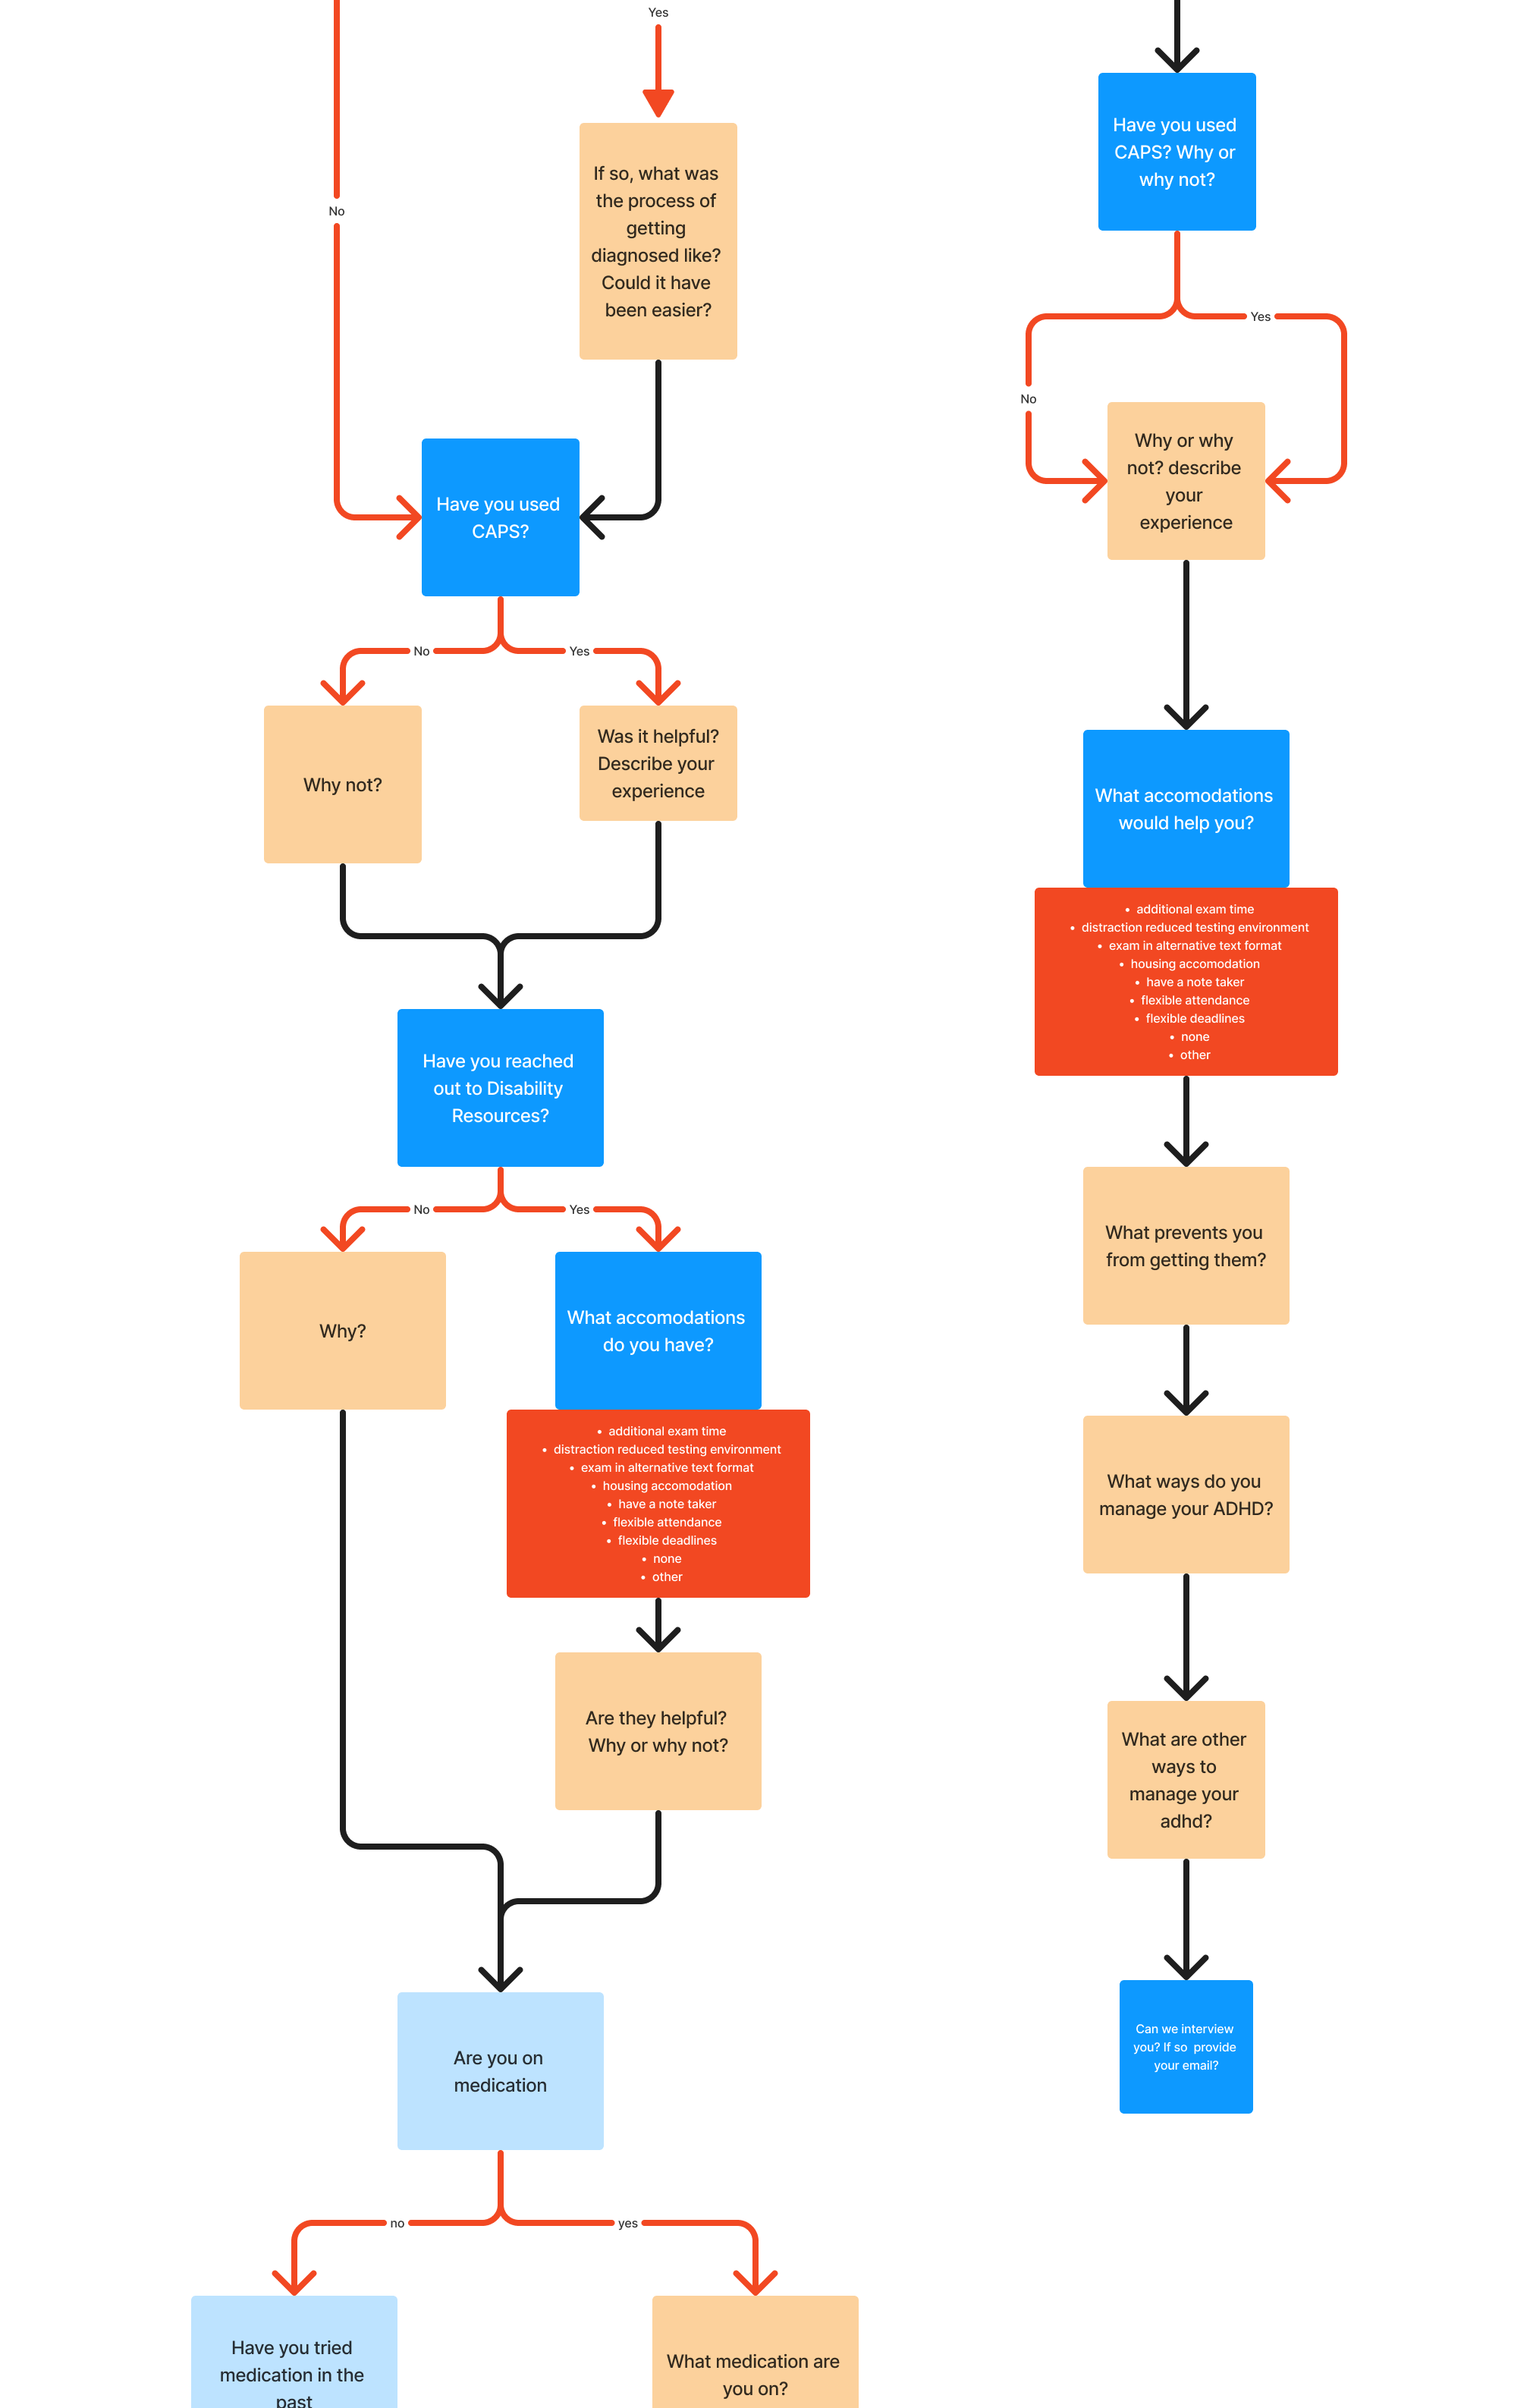 Yes
No
If so, what was
the process of
getting
diagnosed like?
Could it have
been easier?
Have you used
CAPS?
No
Yes
Why not?
Was it helpful?
Describe your
experience
Have you reached
out to Disability
Resources?
No
Yes
Why?
What accomodations
do you have?
• additional exam time
• distraction reduced testing environment
• exam in alternative text format
• housing accomodation
• have a note taker
• flexible attendance
• flexible deadlines
• none
• other
Are they helpful?
Why or why not?
Are you on
medication
no
yes
Have you tried
medication in the
past
What medication are
you on?
Have you used
CAPS? Why or
why not?
Yes
No
Why or why
not? describe
your
experience
What accomodations
would help you?
• additional exam time
• distraction reduced testing environment
• exam in alternative text format
• housing accomodation
• have a note taker
• flexible attendance
• flexible deadlines
• none
• other
What prevents you
from getting them?
What ways do you
manage your ADHD?
What are other
ways to
manage your
adhd?
Can we interview
you? If so  provide
your email?